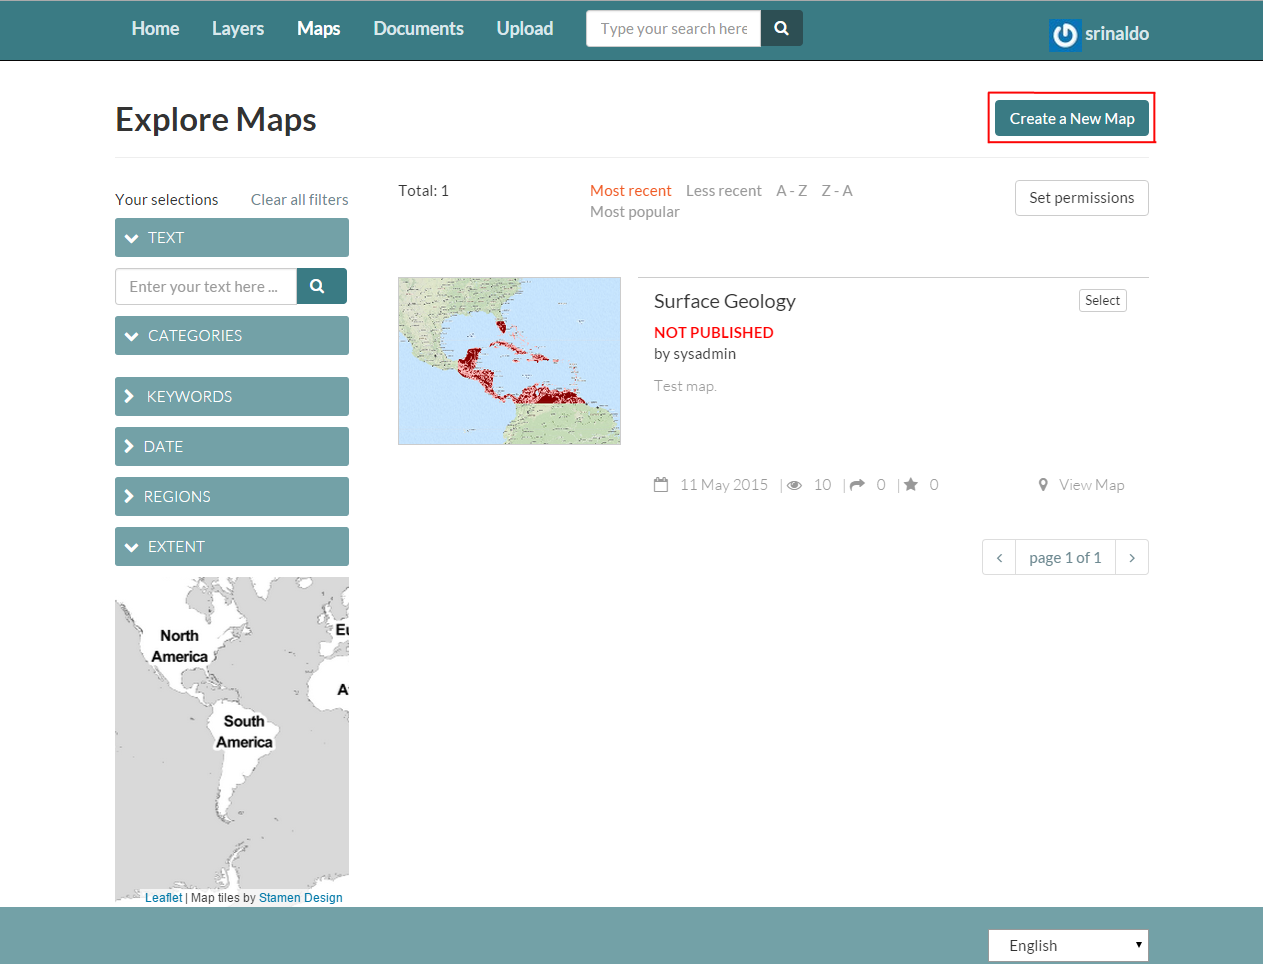 Home Layers Maps Documents Upload Type your search here srinaldo
Explore Maps
Create a New Map
Your selections Clear all filters
TEXT
Enter your text here ...
CATEGORIES
KEYWORDS
DATE
REGIONS
EXTENT
North
America
Eu
A
South
America
Leaflet | Map tiles by Stamen Design
Total: 1
Most recent Less recent A - Z Z - A
Most popular
Set permissions
Surface Geology
Select
NOT PUBLISHED
by sysadmin
Test map.
11 May 2015 | 10 | 0 | 0 View Map
page 1 of 1
English